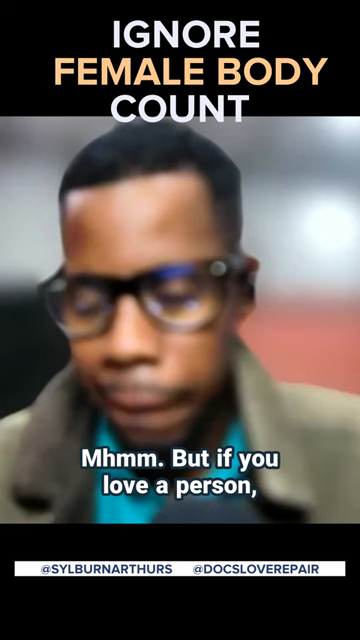 IGNORE
FEMALE BODY
COUNT
Mhmm. But if you
love a person,
@SYLBURNARTHURS @DOCSLOVEREPAIR